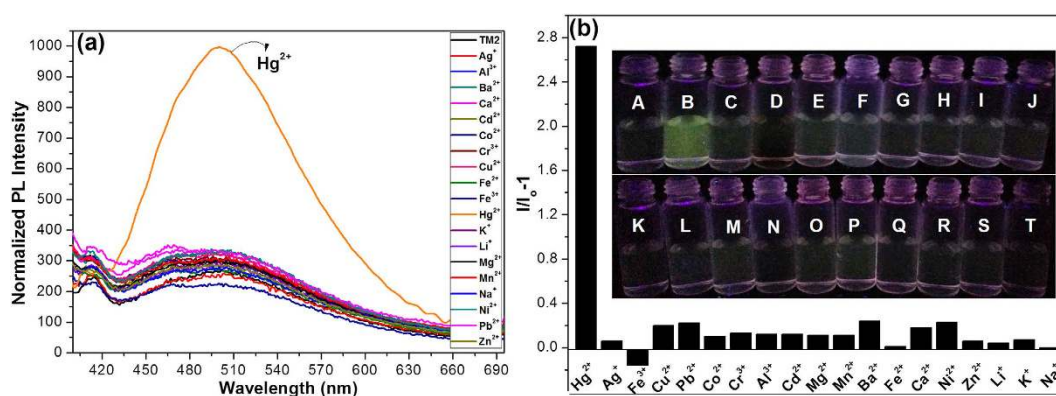 (a)
Hg2+
1000
900
800
700
600
500
400
300
200
100
0
Normalized PL Intensity
420 450 480 510 540 570 600 630 660 690
Wavelength (nm)
TM2
Ag+
Al3+
Ba2+
Ca2+
Cd2+
Co2+
Cr3+
Cu2+
Fe2+
Fe3+
Hg2+
K+
Li+
Mg2+
Mn2+
Na+
Ni2+
Pb2+
Zn2+
(b)
2.8
2.4
2.0
1.6
1.2
0.8
0.4
0.0
I/Io-1
A B C D E F G H I J
K L M N O P Q R S T
Hg2+ Ag+ Fe3+ Cu2+ Pb2+ Co2+ Cr3+ Al3+ Cd2+ Mg2+ Mn2+ Ba2+ Fe2+ Ca2+ Ni2+ Zn2+ Li+ K+ Na